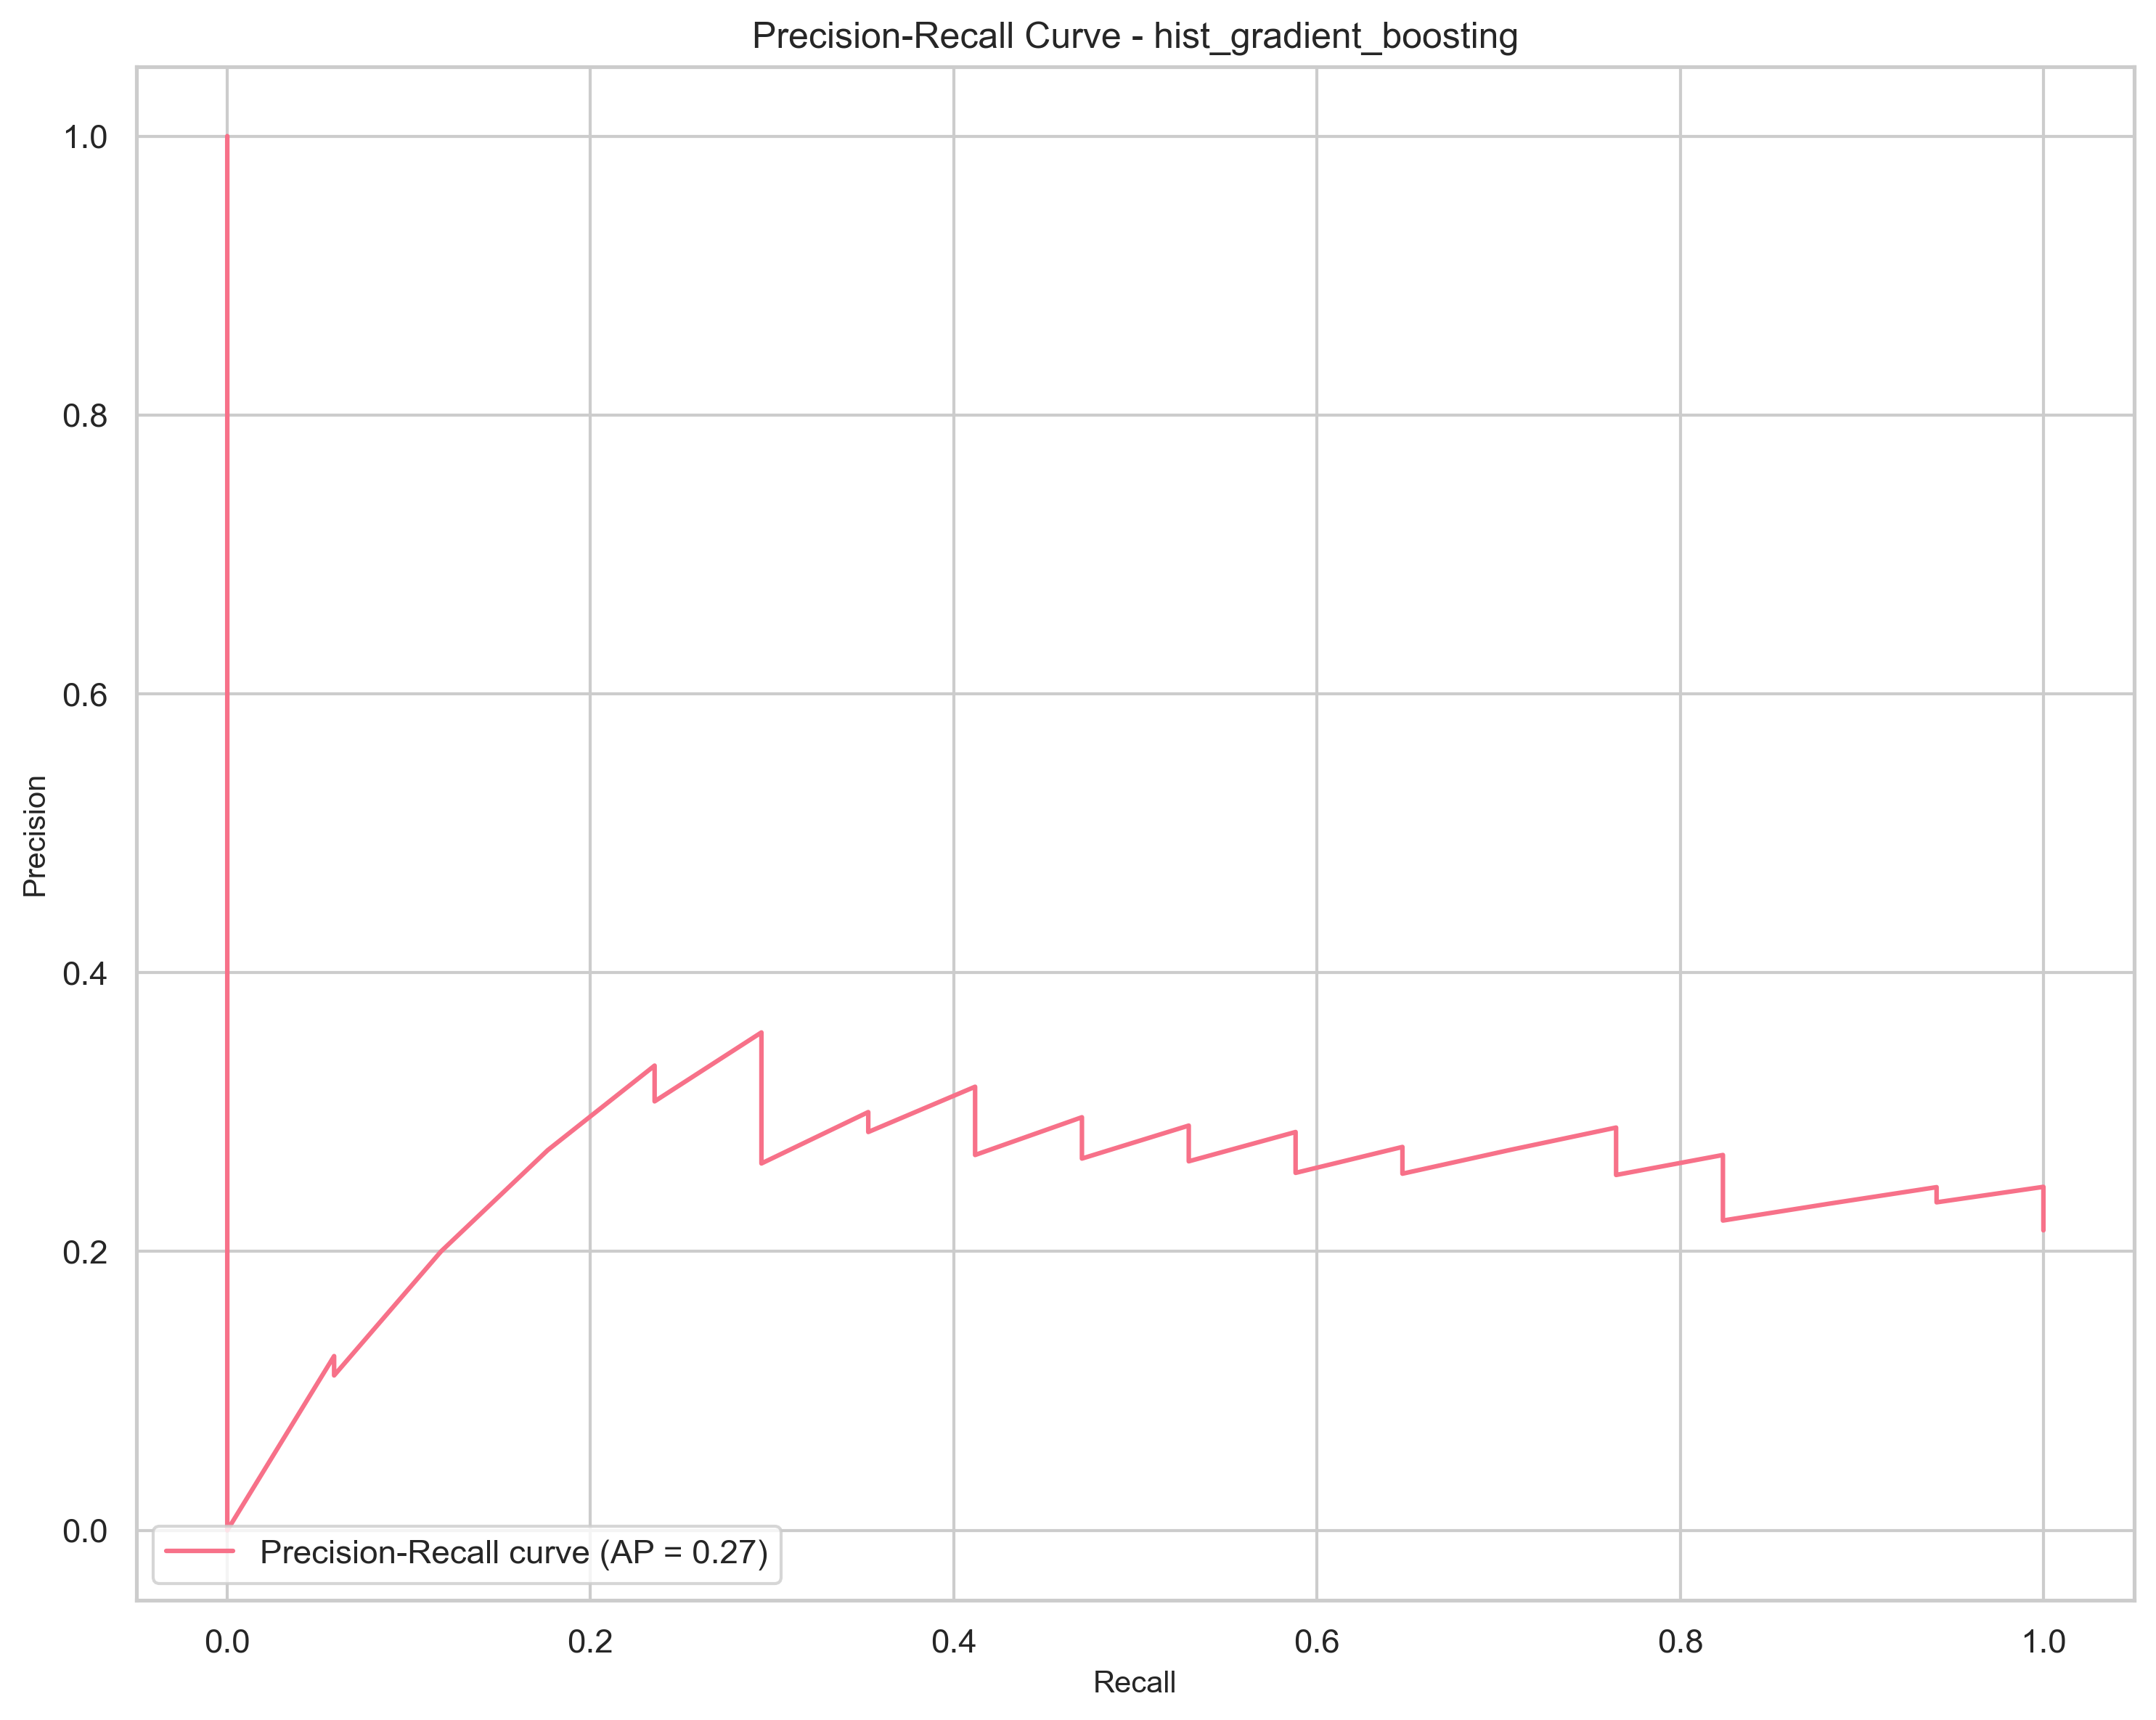 Precision-Recall Curve - hist_gradient_boosting
Precision
1.0
0.8
0.6
0.4
0.2
0.0
Precision-Recall curve (AP = 0.27)
0.0 0.2 0.4 0.6 0.8 1.0
Recall